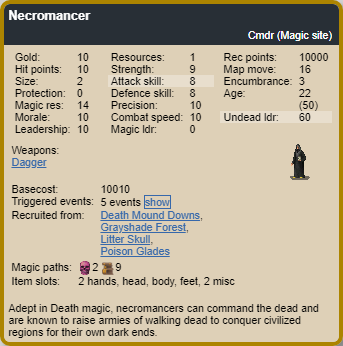 Necromancer
Cmdr (Magic site)
Gold: 10 Resources: 1 Rec points: 10000
Hit points: 10 Strength: 9 Map move: 16
Size: 2 Attack skill: 8 Encumbrance: 3
Protection: 0 Defence skill: 8 Age: 22
Magic res: 14 Precision: 10 (50)
Morale: 10 Combat speed: 10 Undead ldr: 60
Leadership: 10 Magic ldr: 0
Weapons:
Dagger
Basecost: 10010
Triggered events: 5 events show
Recruited from: Death Mound Downs,
Grayshade Forest,
Litter Skull,
Poison Glades
Magic paths: 2 9
Item slots: 2 hands, head, body, feet, 2 misc
Adept in Death magic, necromancers can command the dead and
are known to raise armies of walking dead to conquer civilized
regions for their own dark ends.